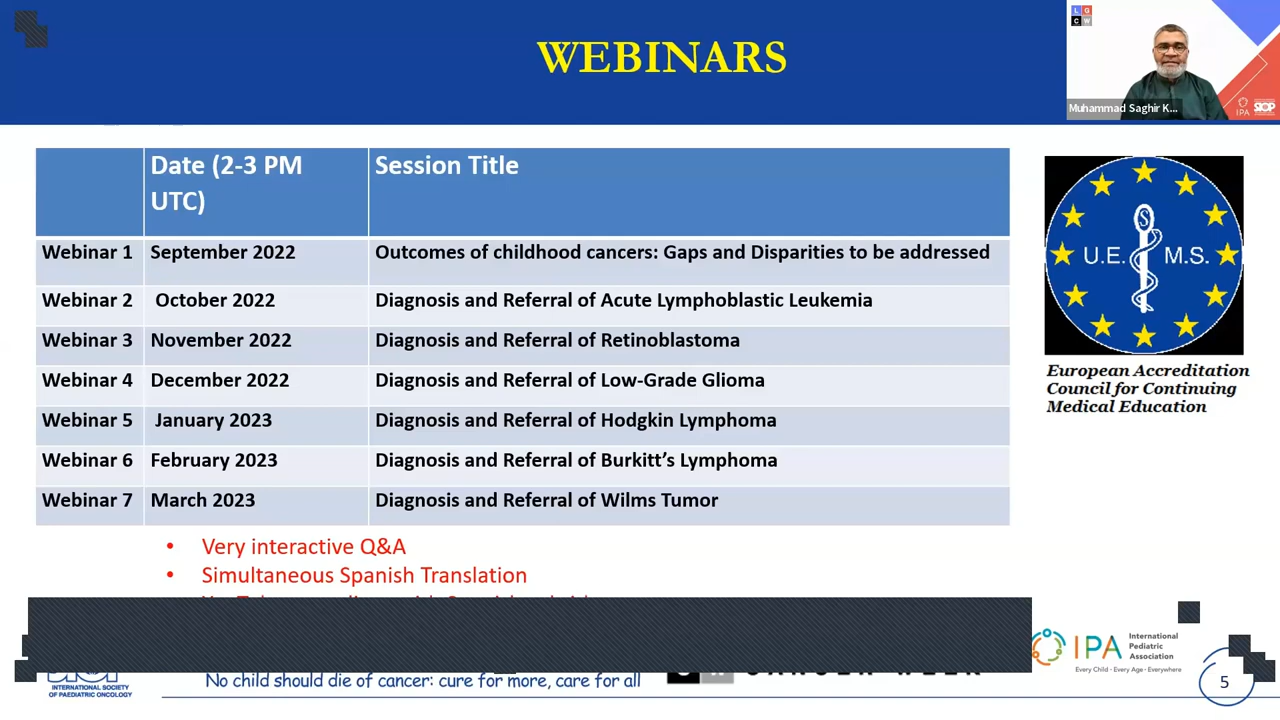 WEBINARS
L G
C W
Muhammad Saghir K...
IPA
SIOP
Date (2-3 PM
UTC)
Session Title
Webinar 1 September 2022 Outcomes of childhood cancers: Gaps and Disparities to be addressed
Webinar 2 October 2022 Diagnosis and Referral of Acute Lymphoblastic Leukemia
Webinar 3 November 2022 Diagnosis and Referral of Retinoblastoma
Webinar 4 December 2022 Diagnosis and Referral of Low-Grade Glioma
Webinar 5 January 2023 Diagnosis and Referral of Hodgkin Lymphoma
Webinar 6 February 2023 Diagnosis and Referral of Burkitt’s Lymphoma
Webinar 7 March 2023 Diagnosis and Referral of Wilms Tumor
S
U.E. M.S.
European Accreditation
Council for Continuing
Medical Education
• Very interactive Q&A
• Simultaneous Spanish Translation
IPA
International
Pediatric
Association
Every Child - Every Age - Everywhere
INTERNATIONAL SOCIETY
OF PAEDIATRIC ONCOLOGY
No child should die of cancer: cure for more, care for all
5